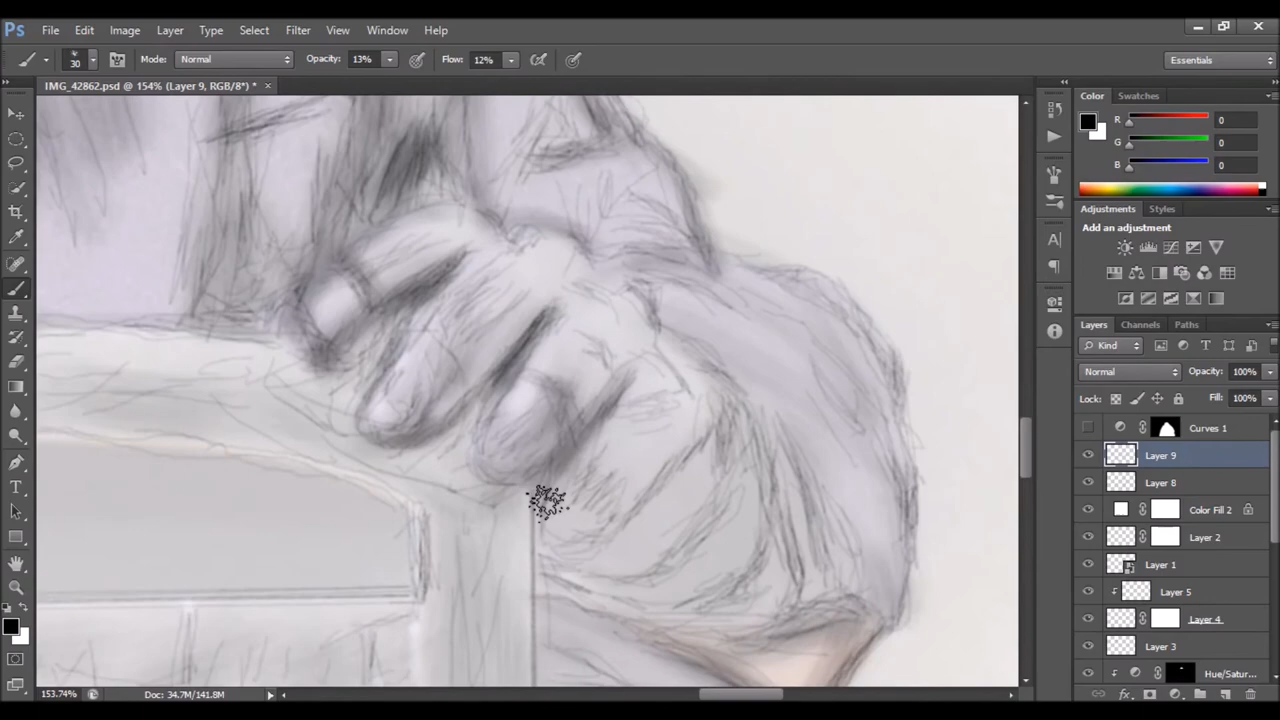 Ps File Edit Image Layer Type Select Filter View Window Help
30 Mode: Normal Opacity: 13% Flow: 12% Essentials
IMG_42862.psd @ 154% (Layer 9, RGB/8*) * ×
Color Swatches
R 0
G 0
B 0
Adjustments Styles
Add an adjustment
Layers Channels Paths
Kind
Normal Opacity: 100%
Lock: Fill: 100%
Curves 1
Layer 9
Layer 8
Color Fill 2
Layer 2
Layer 1
Layer 5
Layer 4
Layer 3
Hue/Satur...
153.74% Doc: 34.7M/141.8M